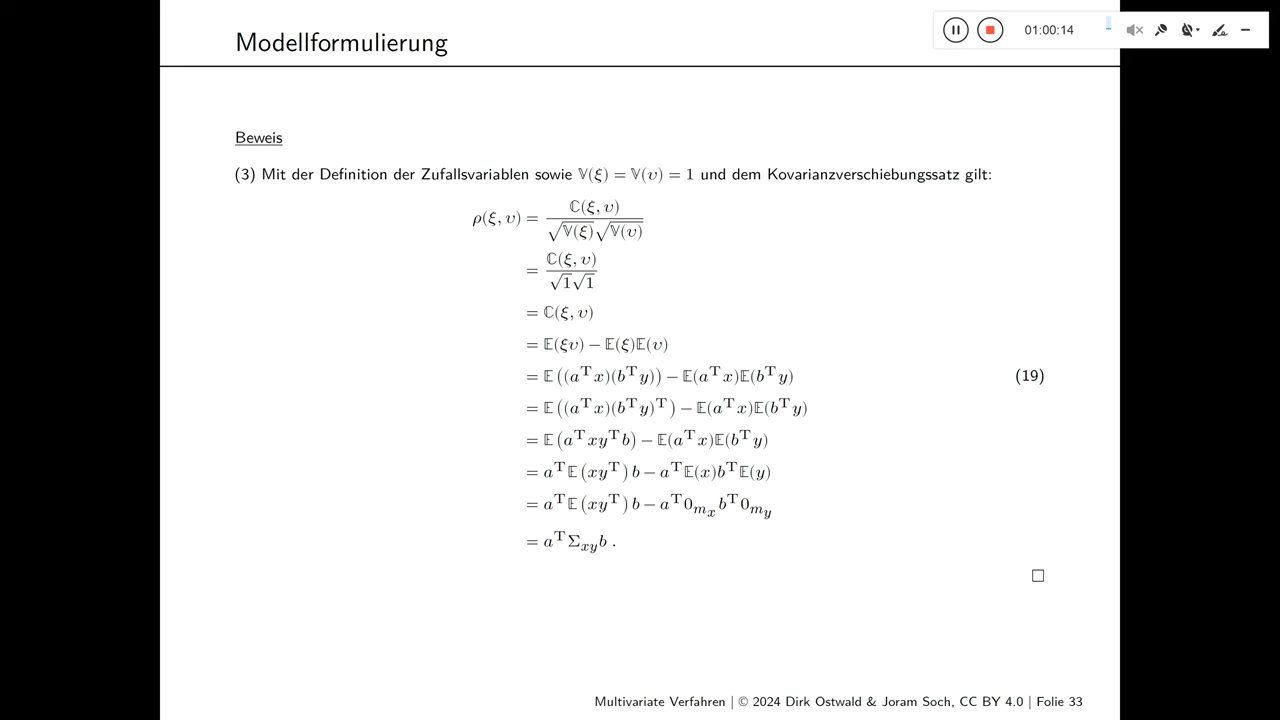 Modellformulierung
01:00:14
Beweis
(3) Mit der Definition der Zufallsvariablen sowie 𝕍(ξ) = 𝕍(υ) = 1 und dem Kovarianzverschiebungssatz gilt:
ρ(ξ, υ) = ℂ(ξ, υ) / √𝕍(ξ)√𝕍(υ)
= ℂ(ξ, υ) / √1√1
= ℂ(ξ, υ)
= 𝔼(ξυ) − 𝔼(ξ)𝔼(υ)
= 𝔼((aᵀx)(bᵀy)) − 𝔼(aᵀx)𝔼(bᵀy) (19)
= 𝔼((aᵀx)(bᵀy)ᵀ) − 𝔼(aᵀx)𝔼(bᵀy)
= 𝔼(aᵀxyᵀb) − 𝔼(aᵀx)𝔼(bᵀy)
= aᵀ𝔼(xyᵀ)b − aᵀ𝔼(x)bᵀ𝔼(y)
= aᵀ𝔼(xyᵀ)b − aᵀ0_{m_x}bᵀ0_{m_y}
= aᵀΣ_{xy}b .
□
Multivariate Verfahren | © 2024 Dirk Ostwald & Joram Soch, CC BY 4.0 | Folie 33